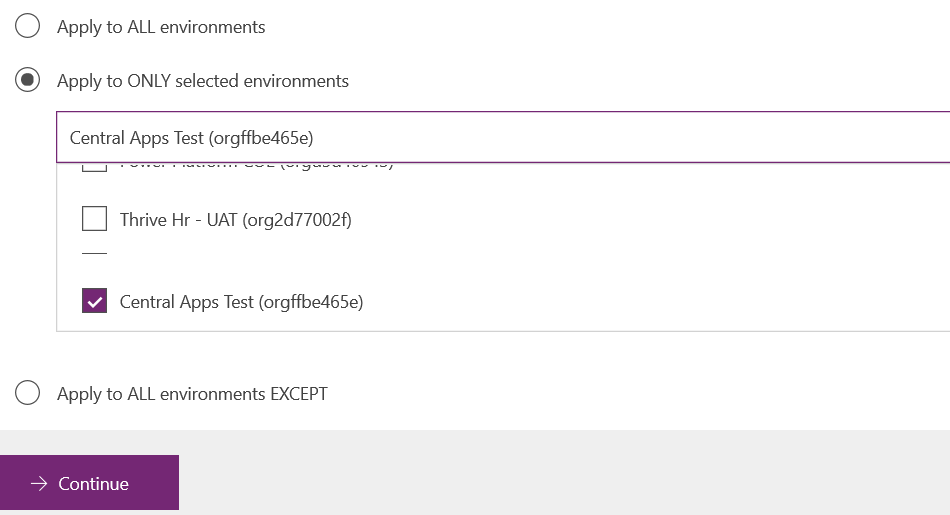 Apply to ALL environments
Apply to ONLY selected environments
Central Apps Test (orgffbe465e)
Thrive Hr - UAT (org2d77002f)
Central Apps Test (orgffbe465e)
Apply to ALL environments EXCEPT
Continue